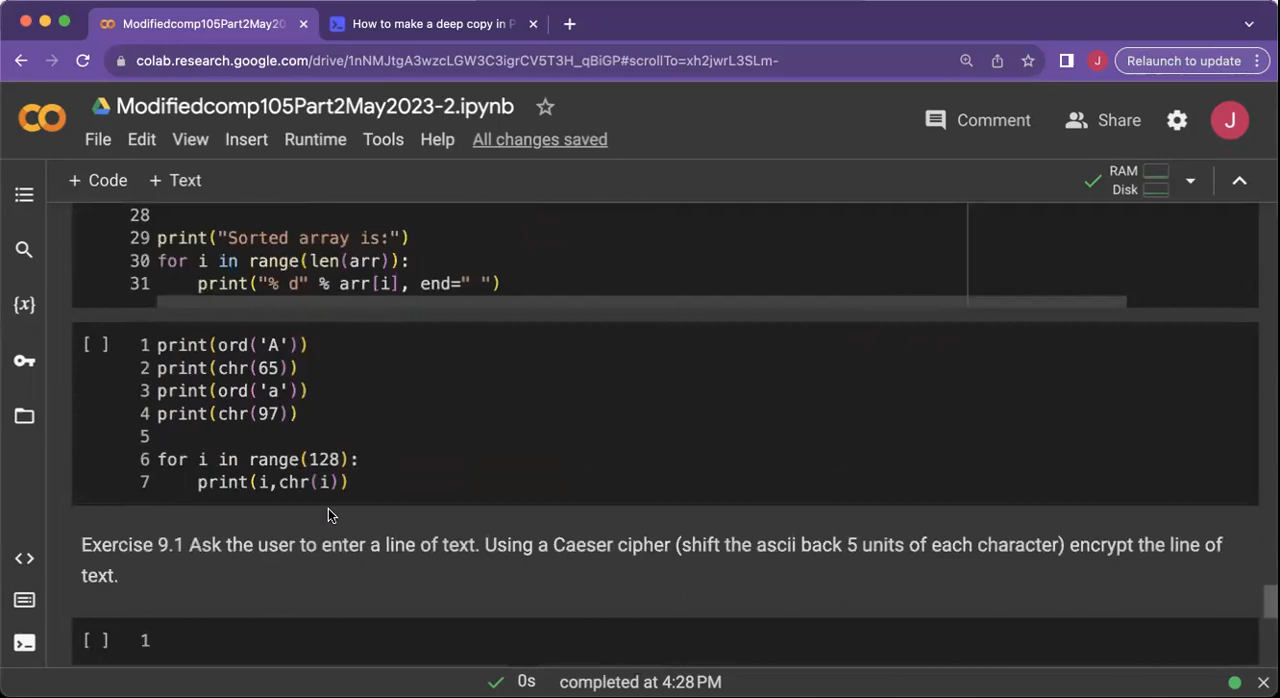 Modifiedcomp105Part2May20
How to make a deep copy in P
colab.research.google.com/drive/1nNMJtgA3wzcLGW3C3igrCV5T3H_qBiGP#scrollTo=xh2jwrL3SLm-
J
Relaunch to update
CO
Modifiedcomp105Part2May2023-2.ipynb
Comment
Share
J
File Edit View Insert Runtime Tools Help All changes saved
+ Code + Text
RAM
Disk
28
29 print("Sorted array is:")
30 for i in range(len(arr)):
31     print("% d" % arr[i], end=" ")
{x}
[ ] 1 print(ord('A'))
2 print(chr(65))
3 print(ord('a'))
4 print(chr(97))
5
6 for i in range(128):
7     print(i,chr(i))
Exercise 9.1 Ask the user to enter a line of text. Using a Caeser cipher (shift the ascii back 5 units of each character) encrypt the line of
text.
[ ] 1
0s completed at 4:28 PM